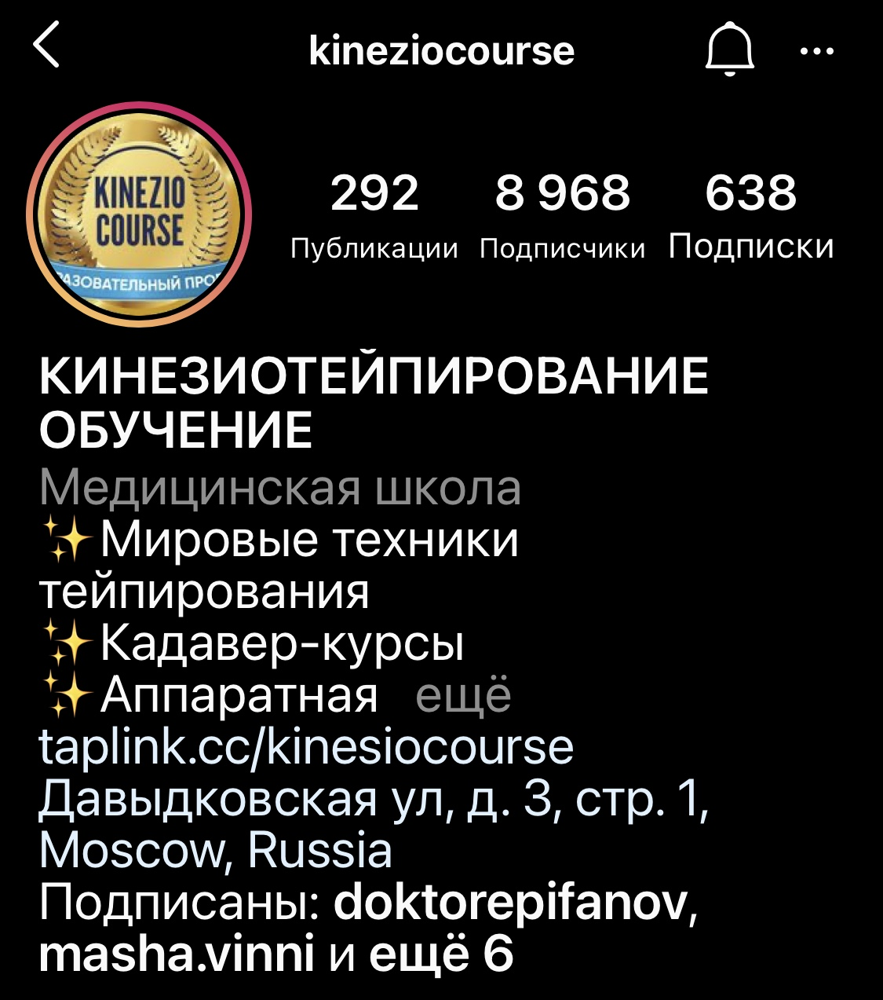 kineziocourse
KINEZIO
COURSE
292 8 968 638
Публикации Подписчики Подписки
КИНЕЗИОТЕЙПИРОВАНИЕ
ОБУЧЕНИЕ
Медицинская школа
✨Мировые техники
тейпирования
✨Кадавер-курсы
✨Аппаратная ещё
taplink.cc/kinesiocourse
Давыдковская ул, д. 3, стр. 1,
Moscow, Russia
Подписаны: doktorepifanov,
masha.vinni и ещё 6